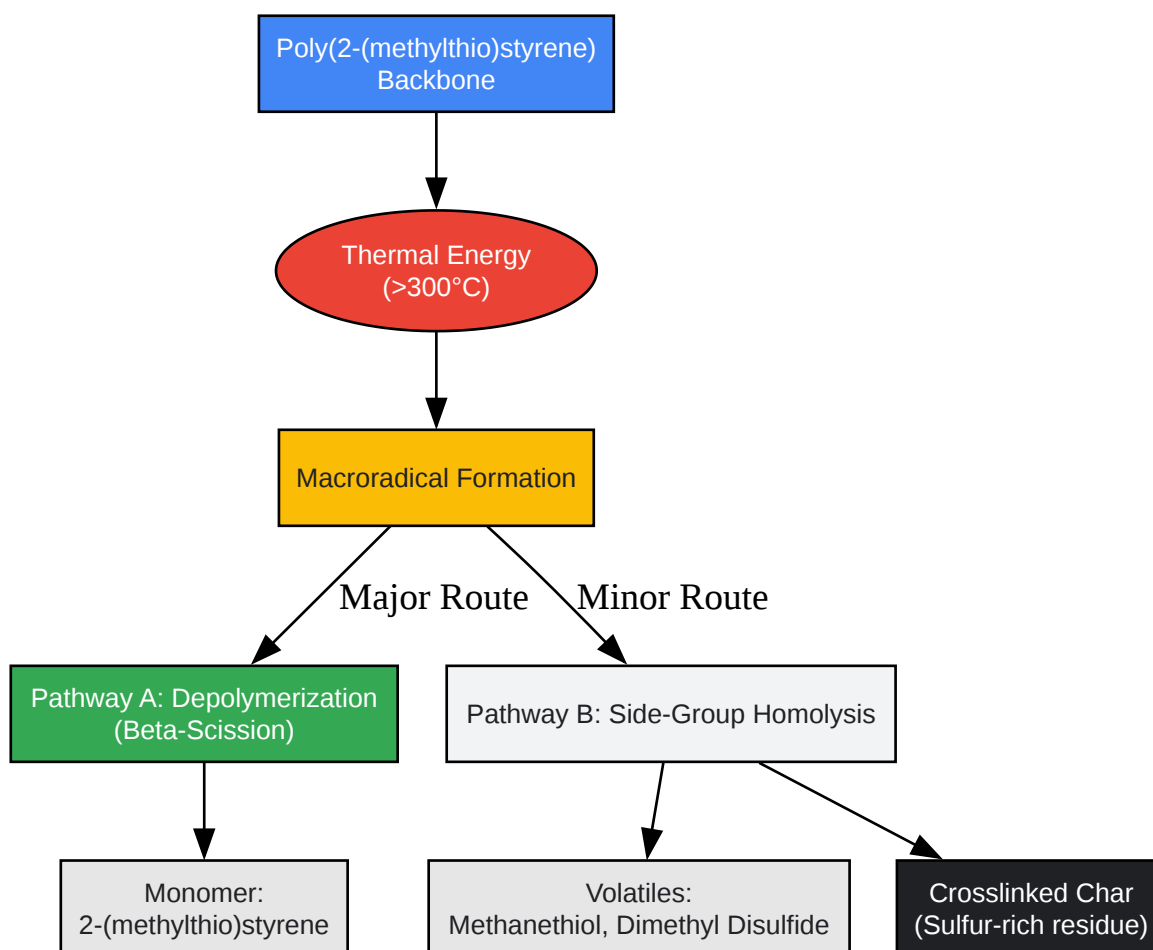 Poly(2-(methylthio)styrene)
Backbone
Thermal Energy
(>300°C)
Macroradical Formation
Major Route
Minor Route
Pathway A: Depolymerization
(Beta-Scission)
Pathway B: Side-Group Homolysis
Monomer:
2-(methylthio)styrene
Volatiles:
Methanethiol, Dimethyl Disulfide
Crosslinked Char
(Sulfur-rich residue)